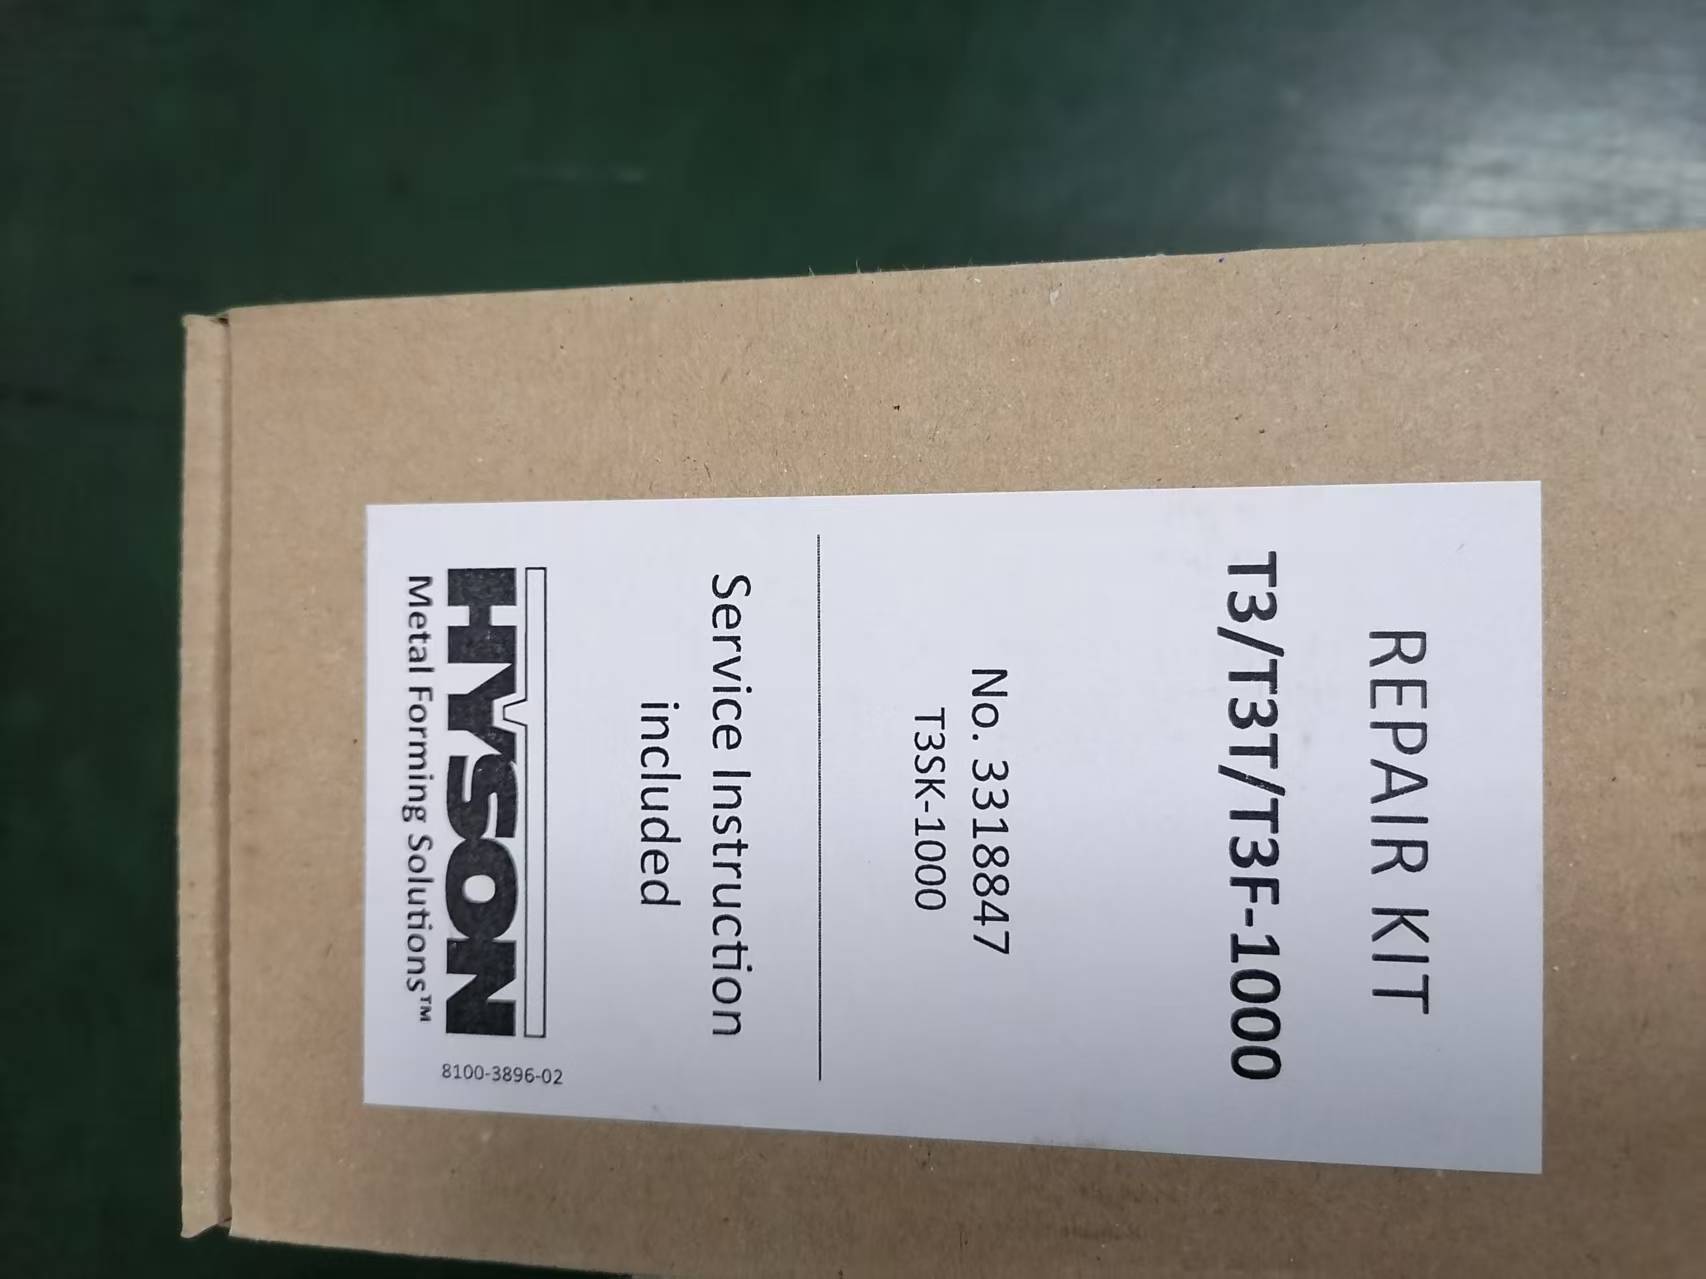 REPAIR KIT
T3/T3T/T3F-1000
No. 3318847
T3SK-1000
Service Instruction
included
HYSON
Metal Forming Solutions™
8100-3896-02